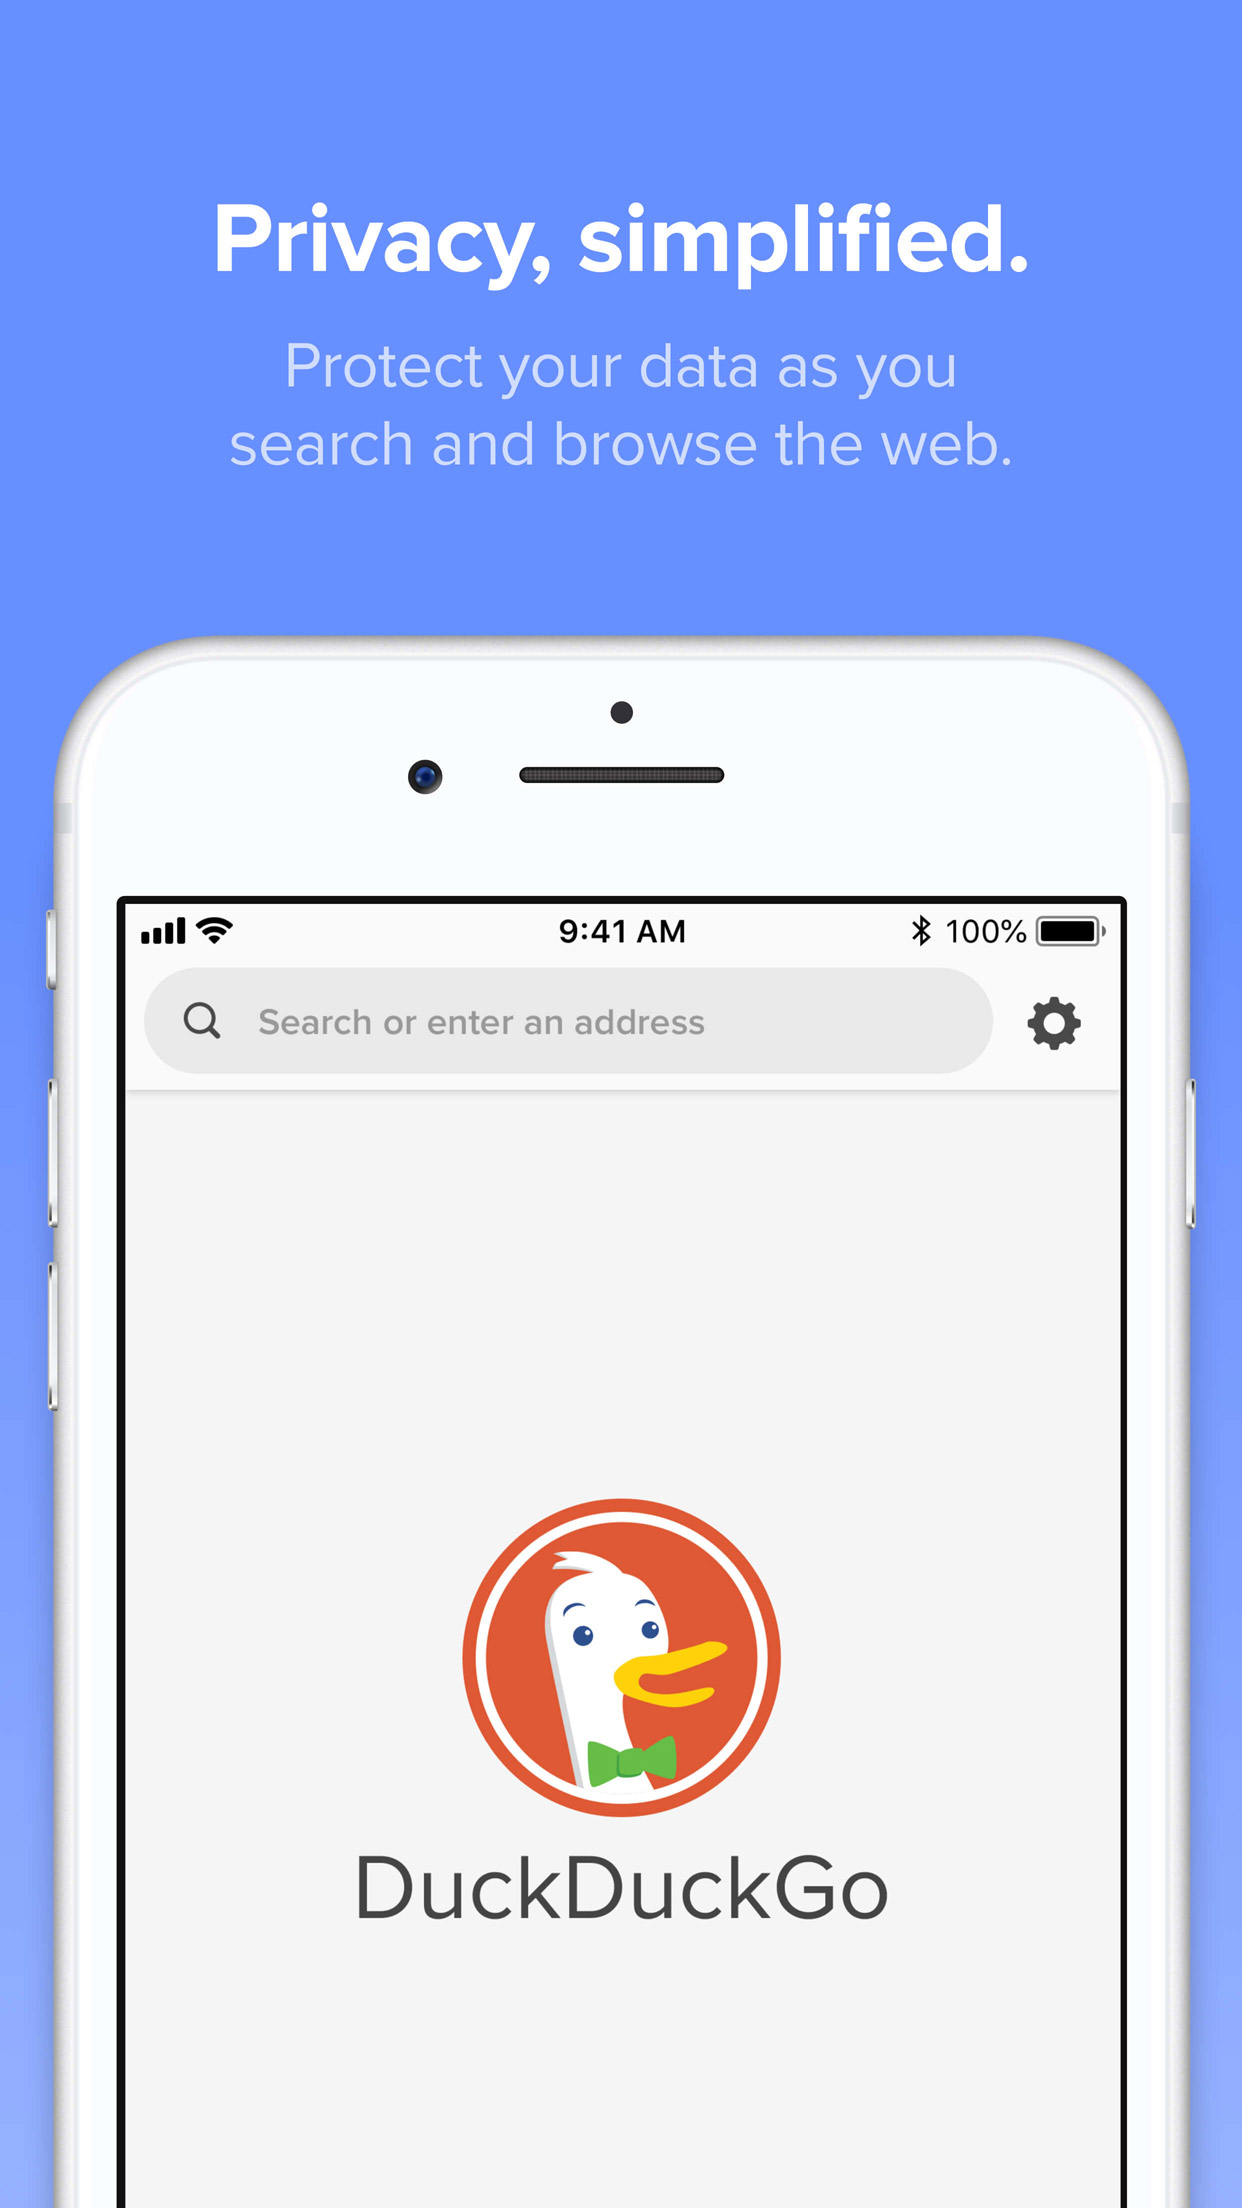 Privacy, simplified.
Protect your data as you
search and browse the web.
9:41 AM
100%
Search or enter an address
DuckDuckGo